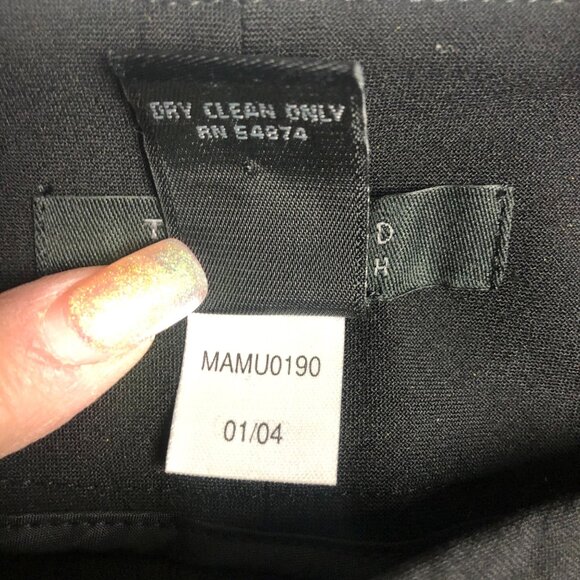 DRY CLEAN ONLY
RN 54874
T D
H
MAMU0190
01/04